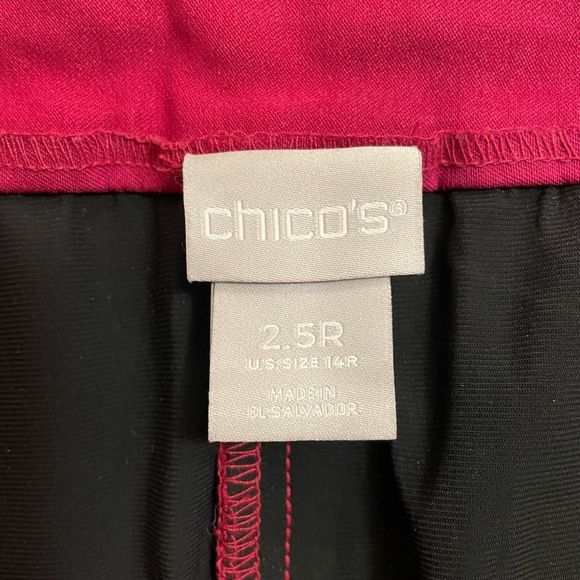 chico's®
2.5R
U.S. SIZE 14R
MADE IN
EL SALVADOR